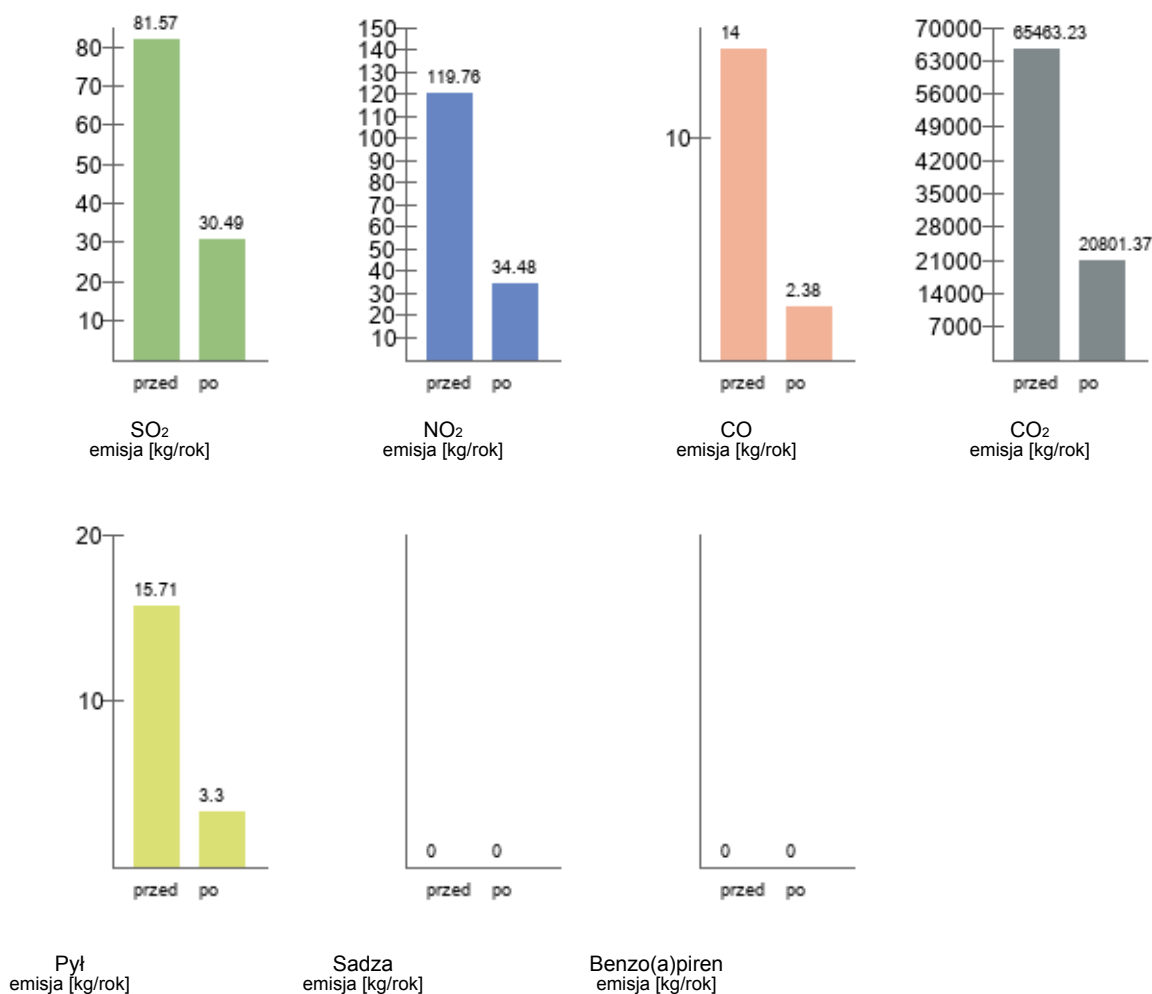 81.57
80
70
60
50
40
30
20
10
30.49
przed po
SO₂
emisja [kg/rok]
150
140
130
120
110
100
90
80
70
60
50
40
30
20
10
119.76
34.48
przed po
NO₂
emisja [kg/rok]
14
10
2.38
przed po
CO
emisja [kg/rok]
70000
63000
56000
49000
42000
35000
28000
21000
14000
7000
65463.23
20801.37
przed po
CO₂
emisja [kg/rok]
20
10
15.71
3.3
przed po
Pył
emisja [kg/rok]
0 0
przed po
Sadza
emisja [kg/rok]
0 0
przed po
Benzo(a)piren
emisja [kg/rok]